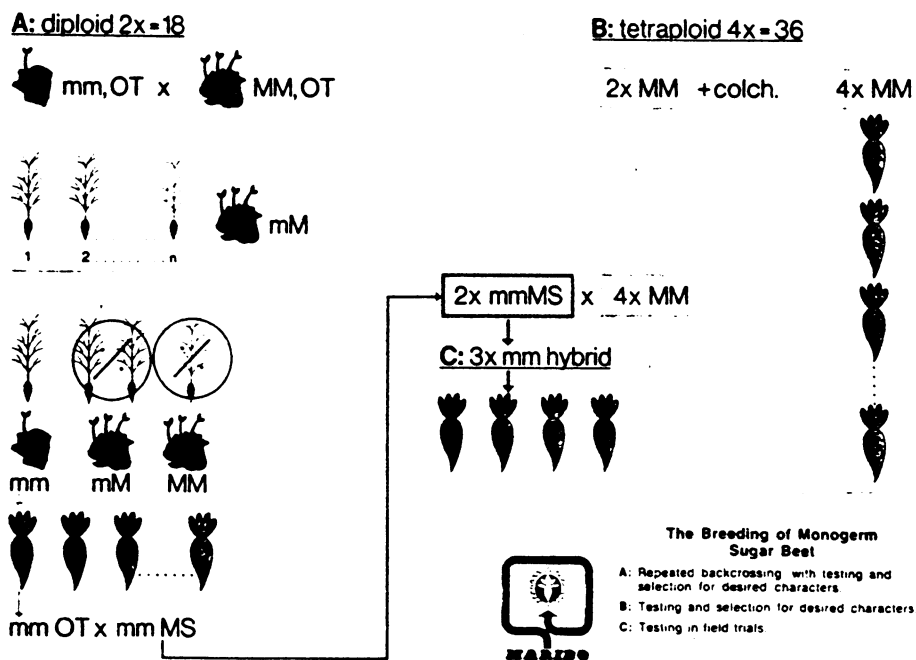 A: diploid 2x=18
mm, OT x MM, OT
1 2 n
mM
mm mM MM
mm OT x mm MS
B: tetraploid 4x=36
2x MM +colch. 4x MM
2x mmMS x 4x MM
C: 3x mm hybrid
The Breeding of Monogerm
Sugar Beet
A: Repeated backcrossing with testing and
selection for desired characters
B: Testing and selection for desired characters
C: Testing in field trials